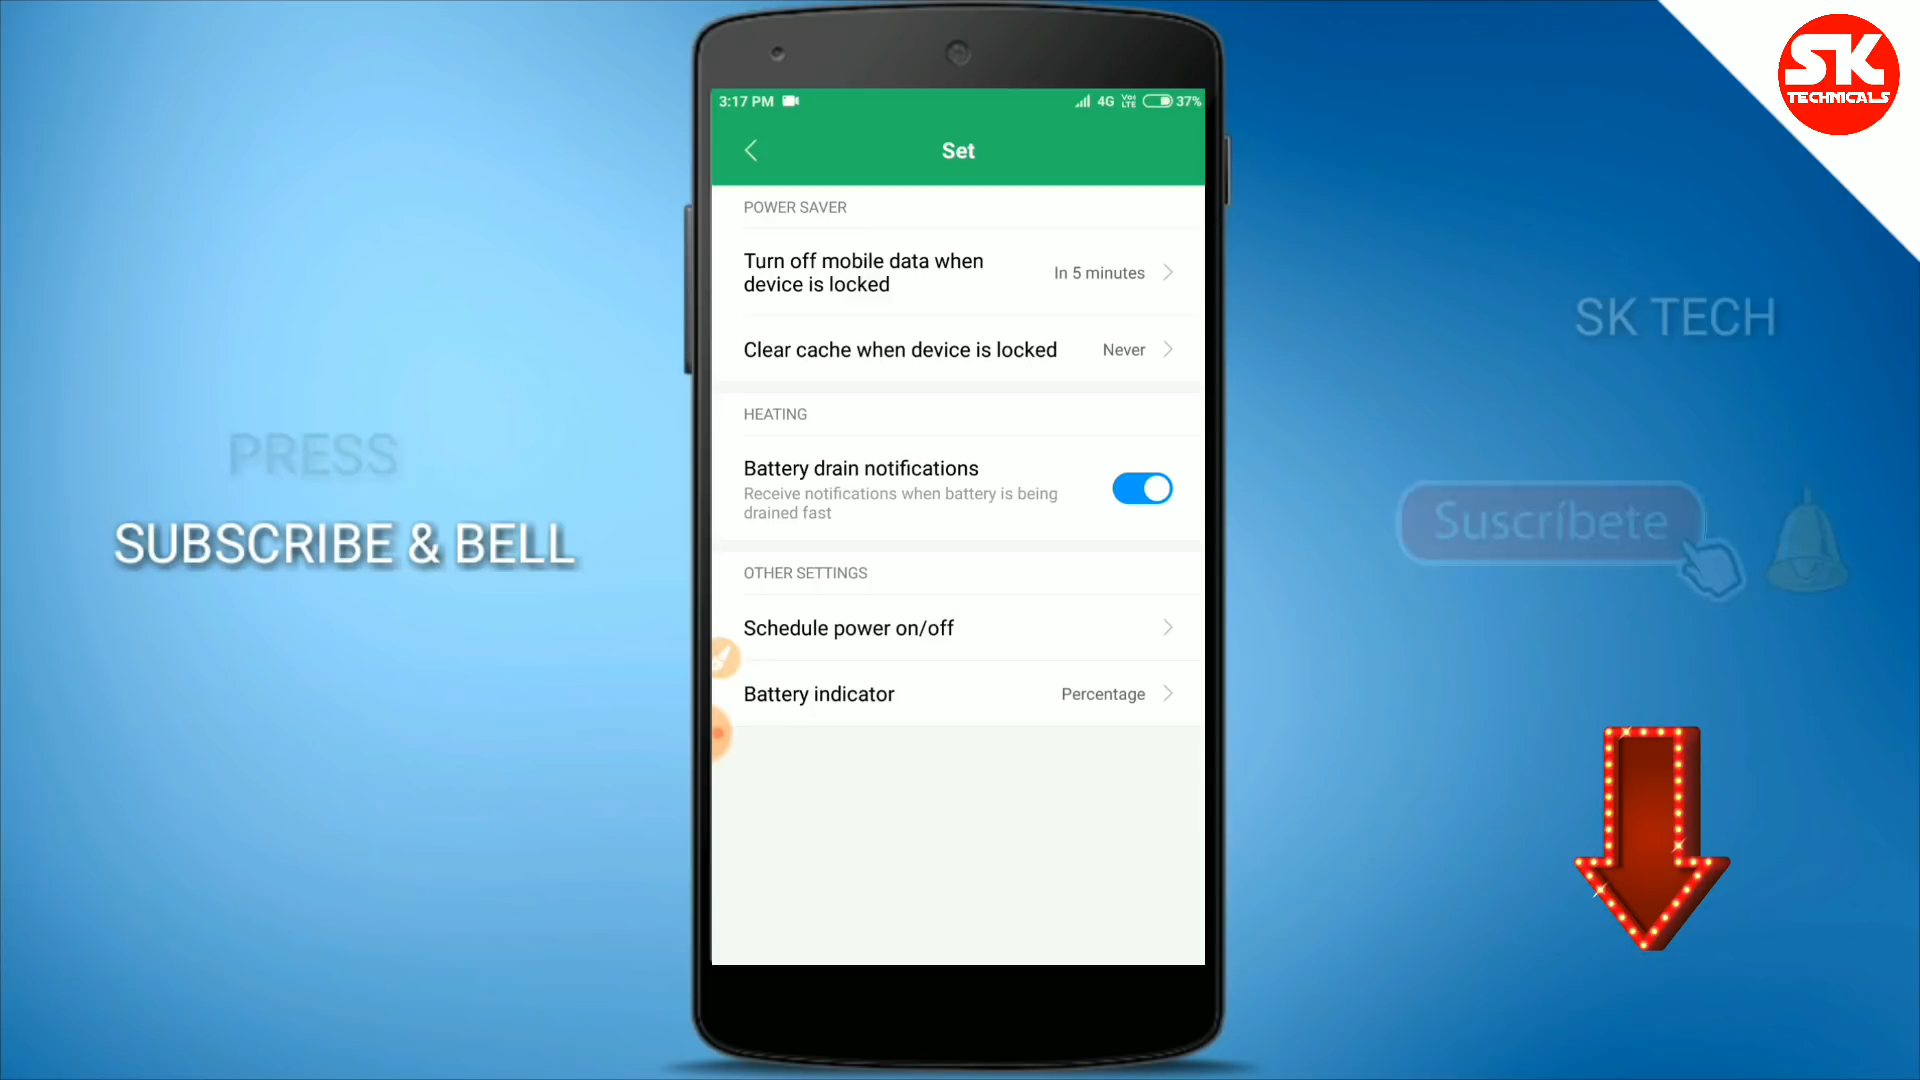 SK
TECHNICALS
3:17 PM
4G
Vo
LTE
37%
Set
POWER SAVER
Turn off mobile data when
device is locked
In 5 minutes
Clear cache when device is locked
Never
HEATING
Battery drain notifications
Receive notifications when battery is being
drained fast
OTHER SETTINGS
Schedule power on/off
Battery indicator
Percentage
PRESS
SUBSCRIBE & BELL
SK TECH
Suscríbete